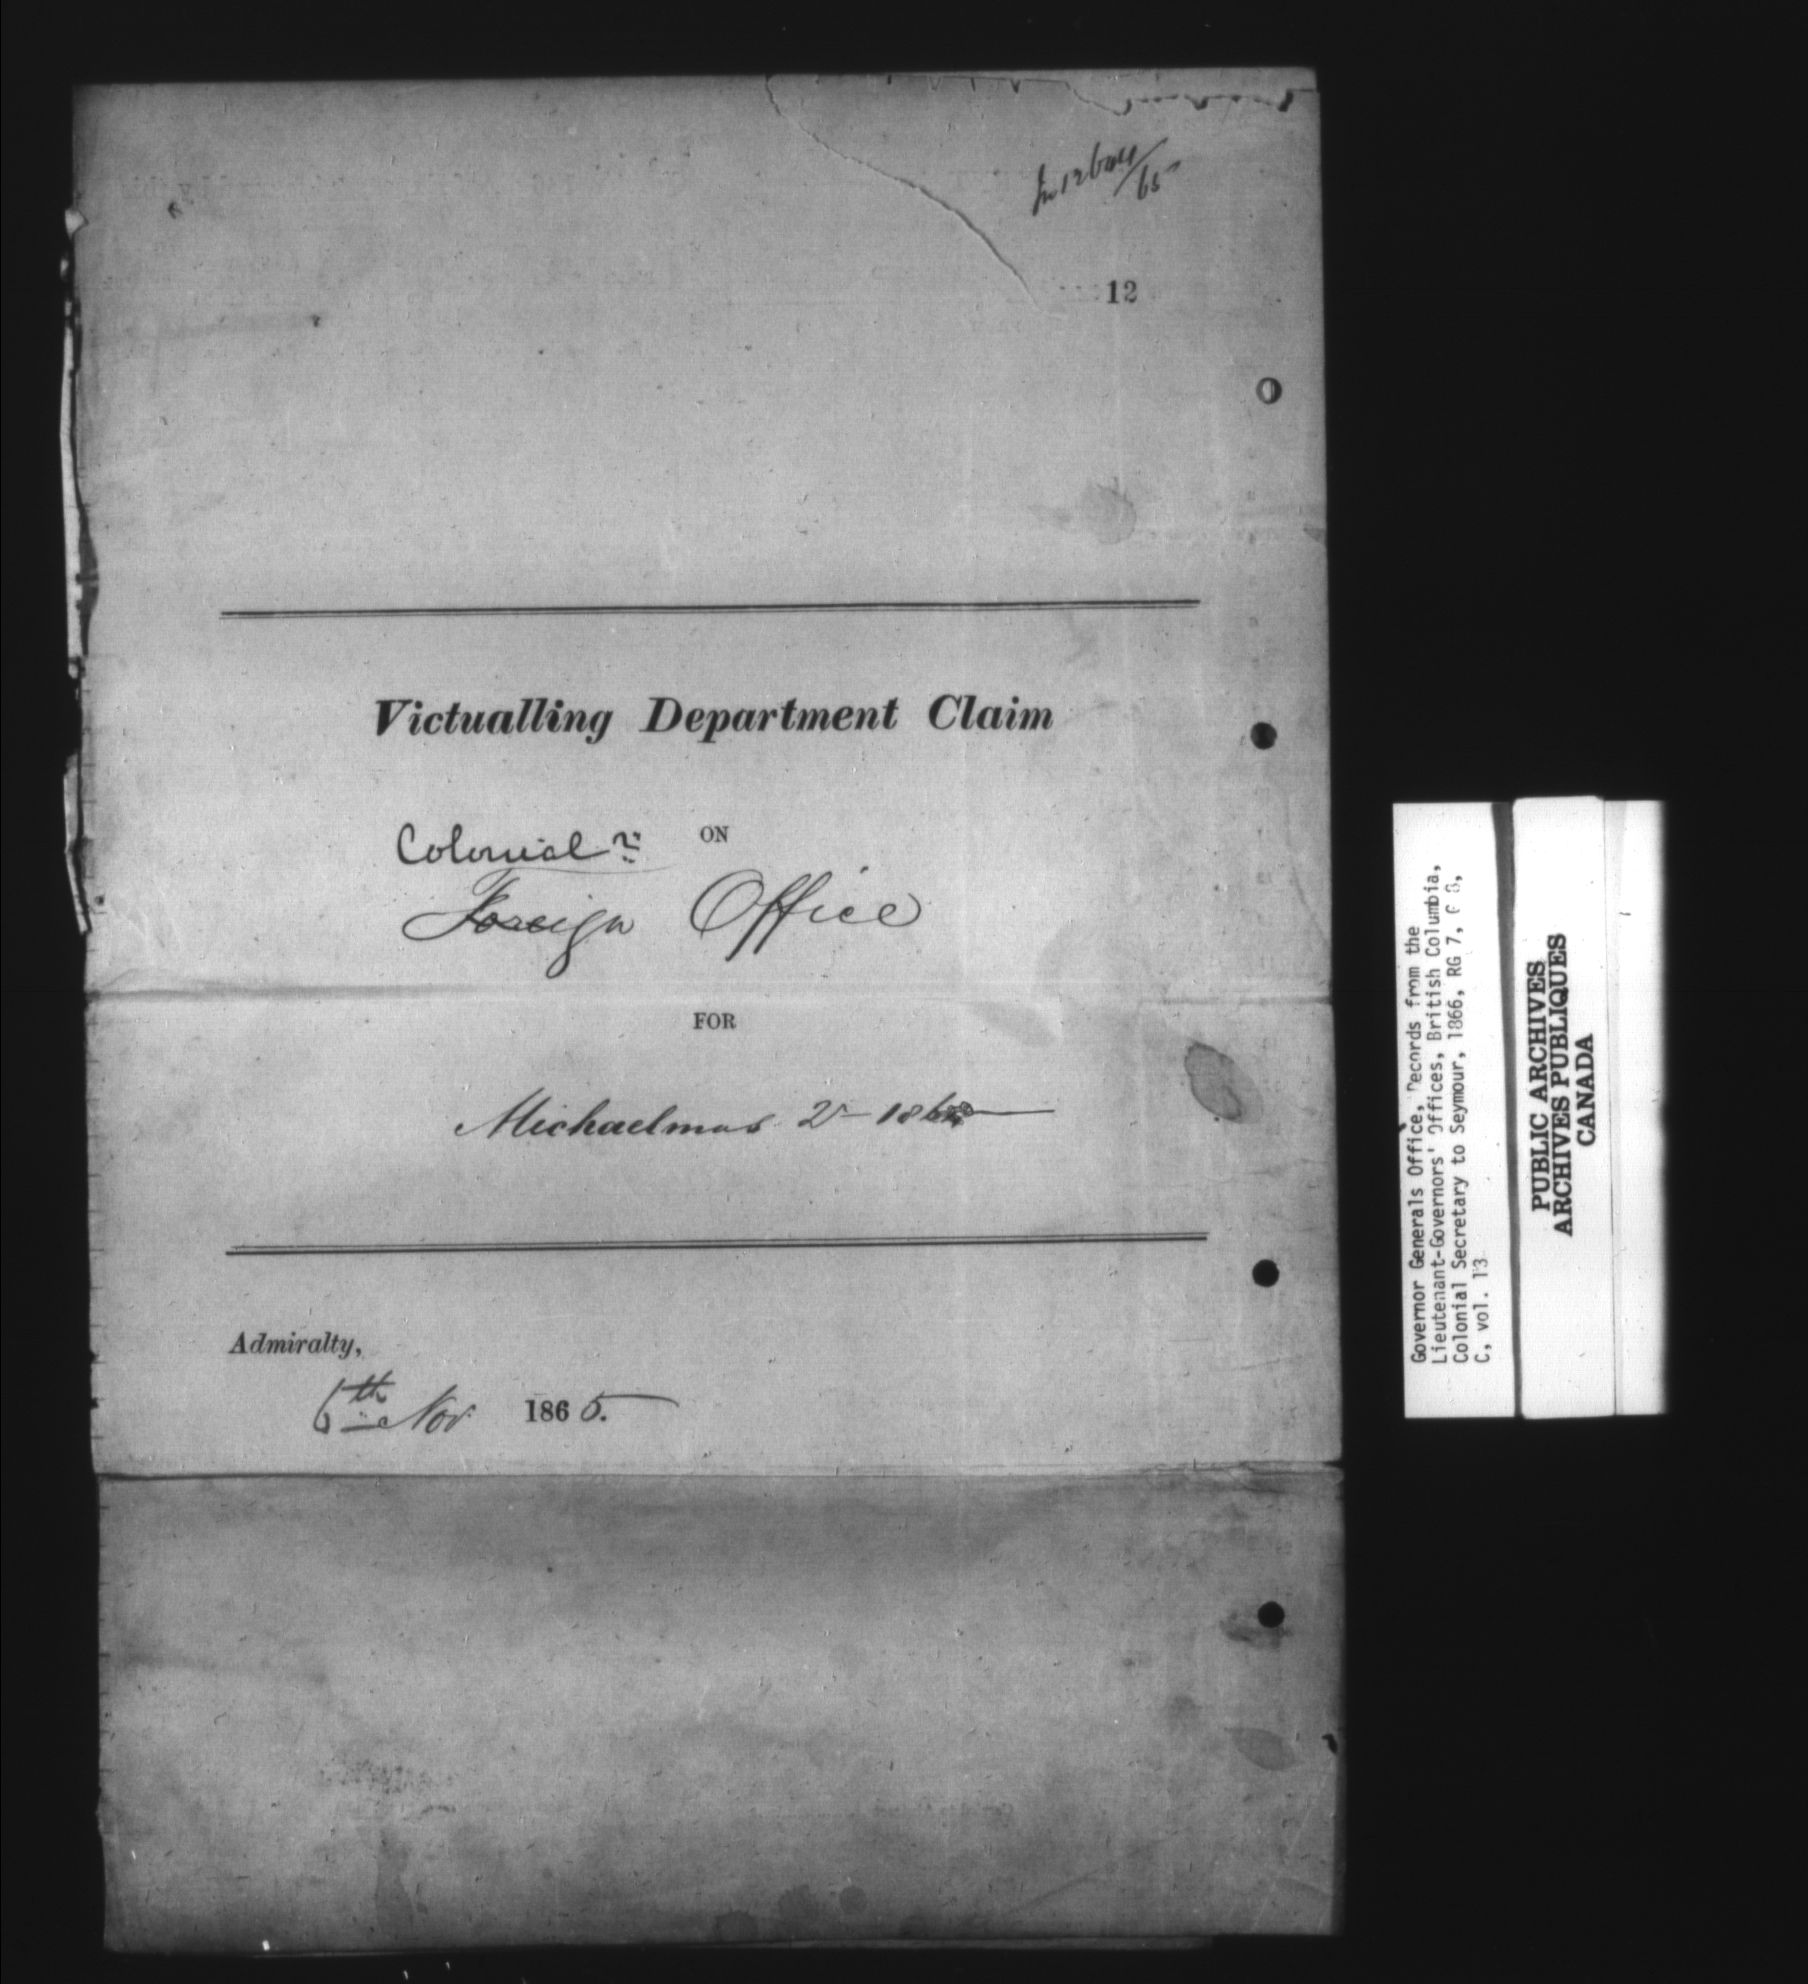 12
Victualling Department Claim
ON
Colonial
Foreign Office
FOR
Michaelmas
Admiralty,
6th Nov 1865.
Governor Generals Office, Records from the
Lieutenant-Governors' Offices, British Columbia,
Colonial Secretary to Seymour, 1866, RG 7, G 8,
C, vol. 13
PUBLIC ARCHIVES
ARCHIVES PUBLIQUES
CANADA